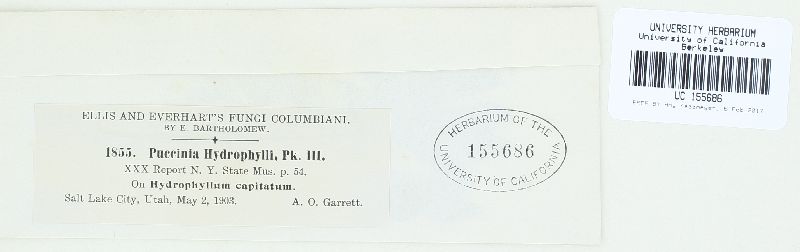 UNIVERSITY HERBARIUM
University of California
Berkeley
UC 155686
ELLIS AND EVERHART'S FUNGI COLUMBIANI.
BY E. BARTHOLOMEW.
1855. Puccinia Hydrophylli, Pk. III.
XXX Report N. Y. State Mus. p. 54.
On Hydrophyllum capitatum.
Salt Lake City, Utah, May 2, 1903. A. O. Garrett.
HERBARIUM OF THE
155686
UNIVERSITY OF CALIFORNIA